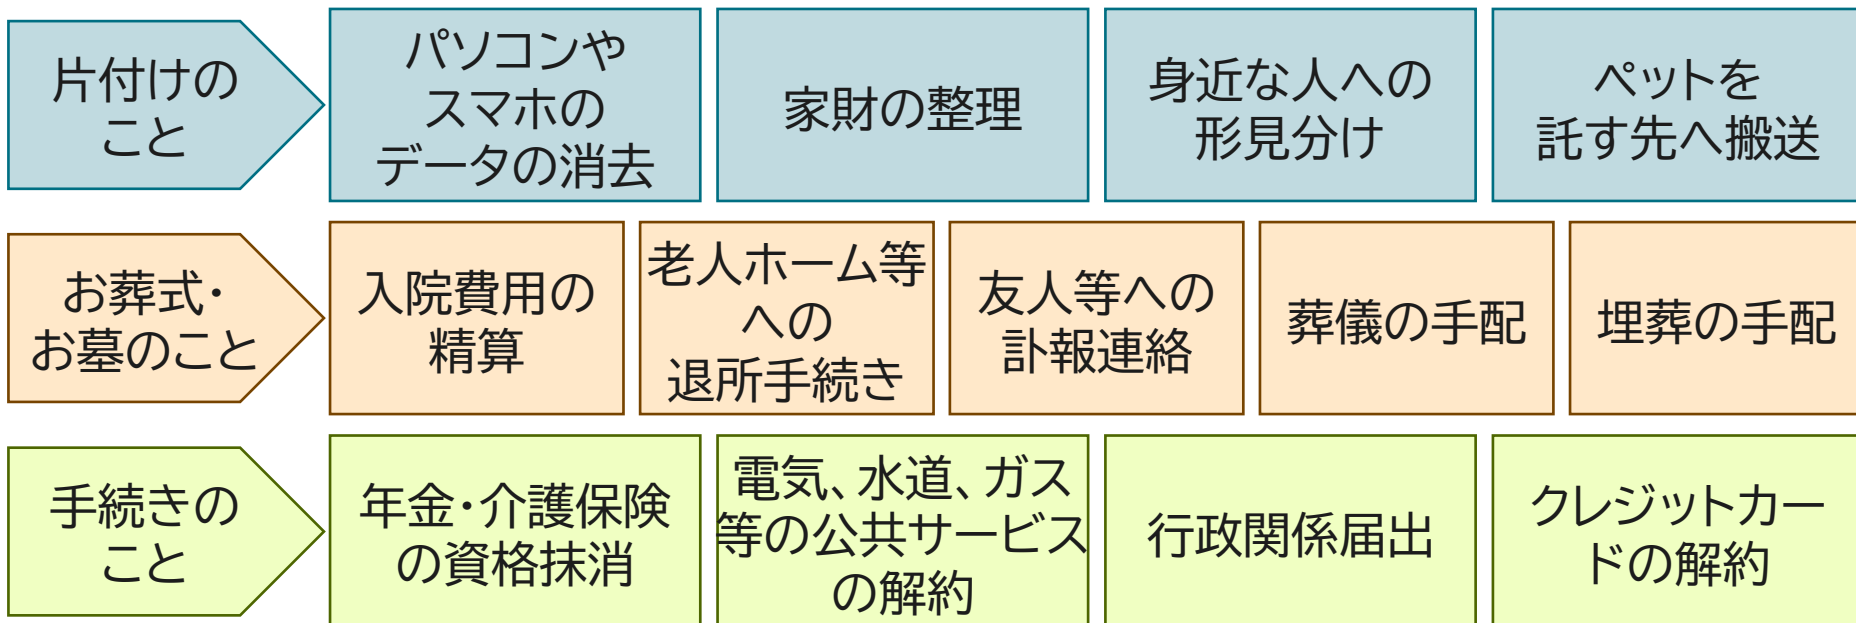 片付けの
こと
パソコンや
スマホの
データの消去
家財の整理
身近な人への
形見分け
ペットを
託す先へ搬送
お葬式・
お墓のこと
入院費用の
精算
老人ホーム等
への
退所手続き
友人等への
訃報連絡
葬儀の手配
埋葬の手配
手続きの
こと
年金・介護保険
の資格抹消
電気、水道、ガス
等の公共サービス
の解約
行政関係届出
クレジットカー
ドの解約